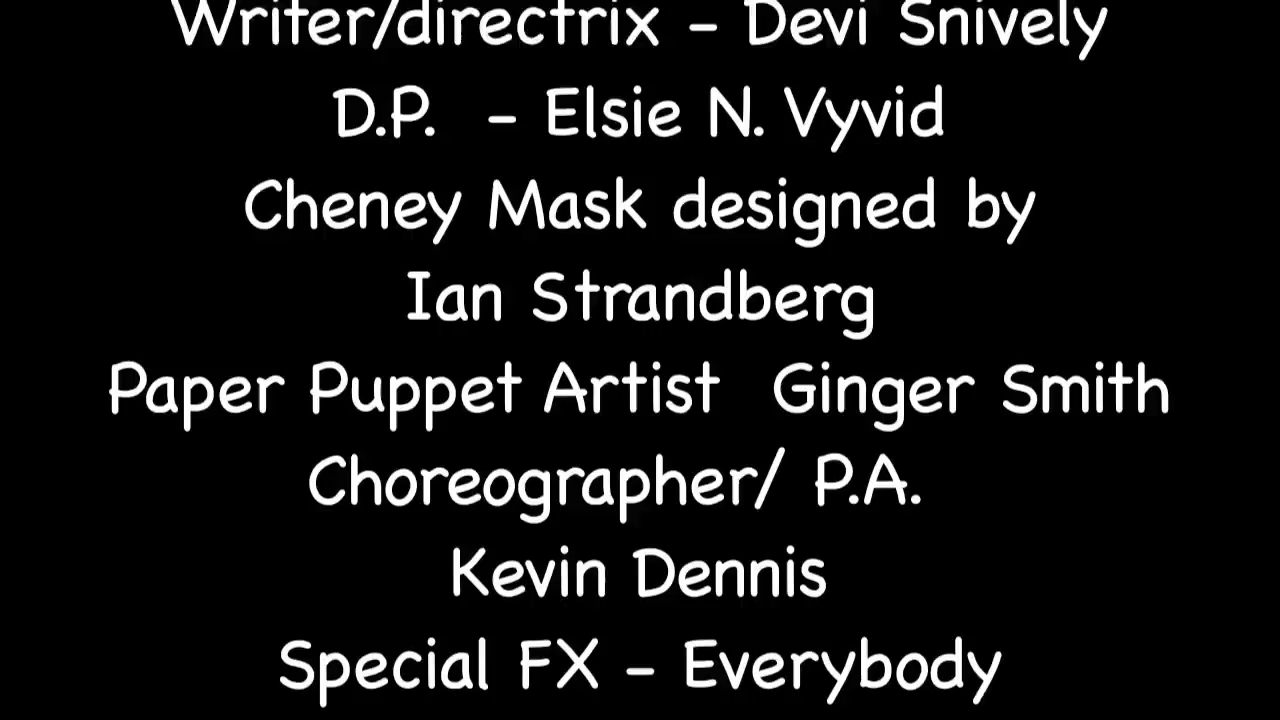 Writer/directrix - Devi Snively
D.P. - Elsie N. Vyvid
Cheney Mask designed by
Ian Strandberg
Paper Puppet Artist Ginger Smith
Choreographer/ P.A.
Kevin Dennis
Special FX - Everybody